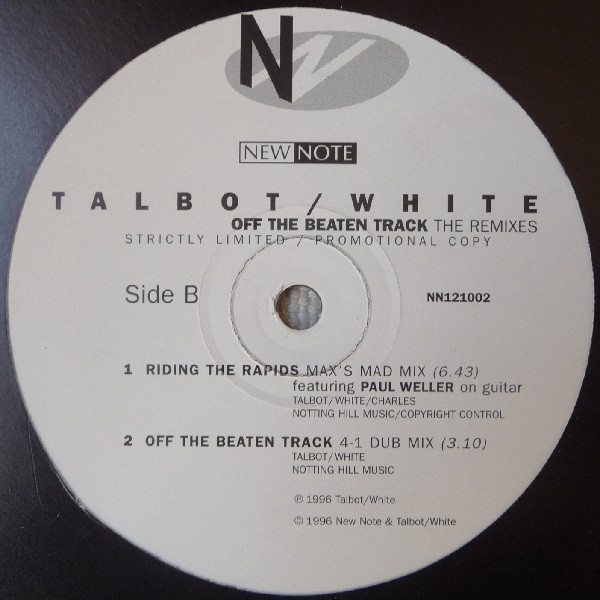 N N
NEW NOTE
TALBOT/WHITE
OFF THE BEATEN TRACK THE REMIXES
STRICTLY LIMITED / PROMOTIONAL COPY
Side B
NN121002
1 RIDING THE RAPIDS MAX'S MAD MIX (6.43)
featuring PAUL WELLER on guitar
TALBOT/WHITE/CHARLES
NOTTING HILL MUSIC/COPYRIGHT CONTROL
2 OFF THE BEATEN TRACK 4-1 DUB MIX (3.10)
TALBOT/WHITE
NOTTING HILL MUSIC
℗ 1996 Talbot/White
© 1996 New Note & Talbot/White